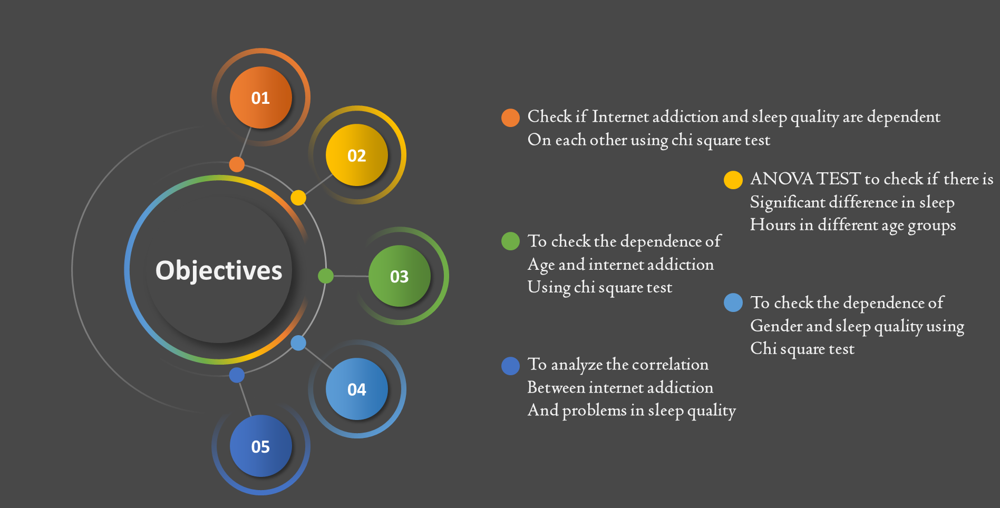 Objectives
01
02
03
04
05
Check if Internet addiction and sleep quality are dependent
On each other using chi square test
ANOVA TEST to check if there is
Significant difference in sleep
Hours in different age groups
To check the dependence of
Age and internet addiction
Using chi square test
To check the dependence of
Gender and sleep quality using
Chi square test
To analyze the correlation
Between internet addiction
And problems in sleep quality